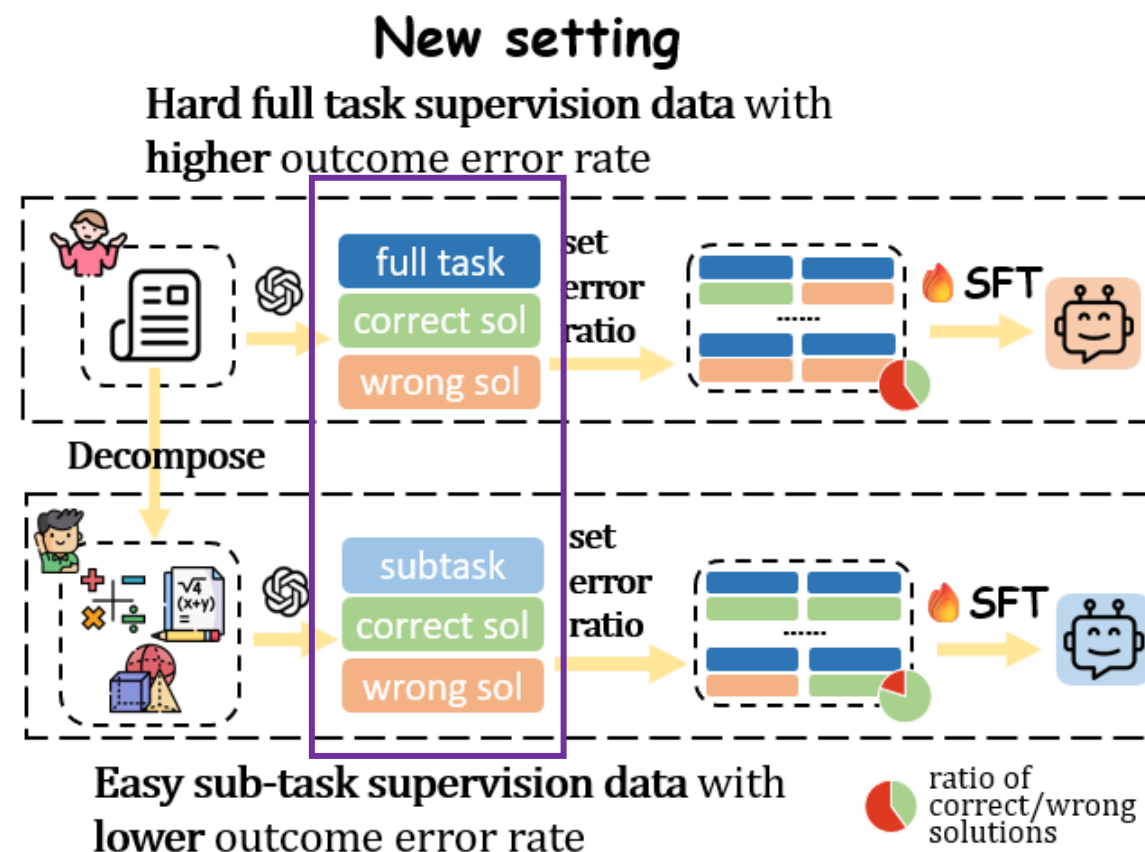 New setting
Hard full task supervision data with
higher outcome error rate
full task
correct sol
wrong sol
set
error
ratio
SFT
Decompose
√4
(x+y)
=
subtask
correct sol
wrong sol
set
error
ratio
SFT
Easy sub-task supervision data with
lower outcome error rate
ratio of
correct/wrong
solutions